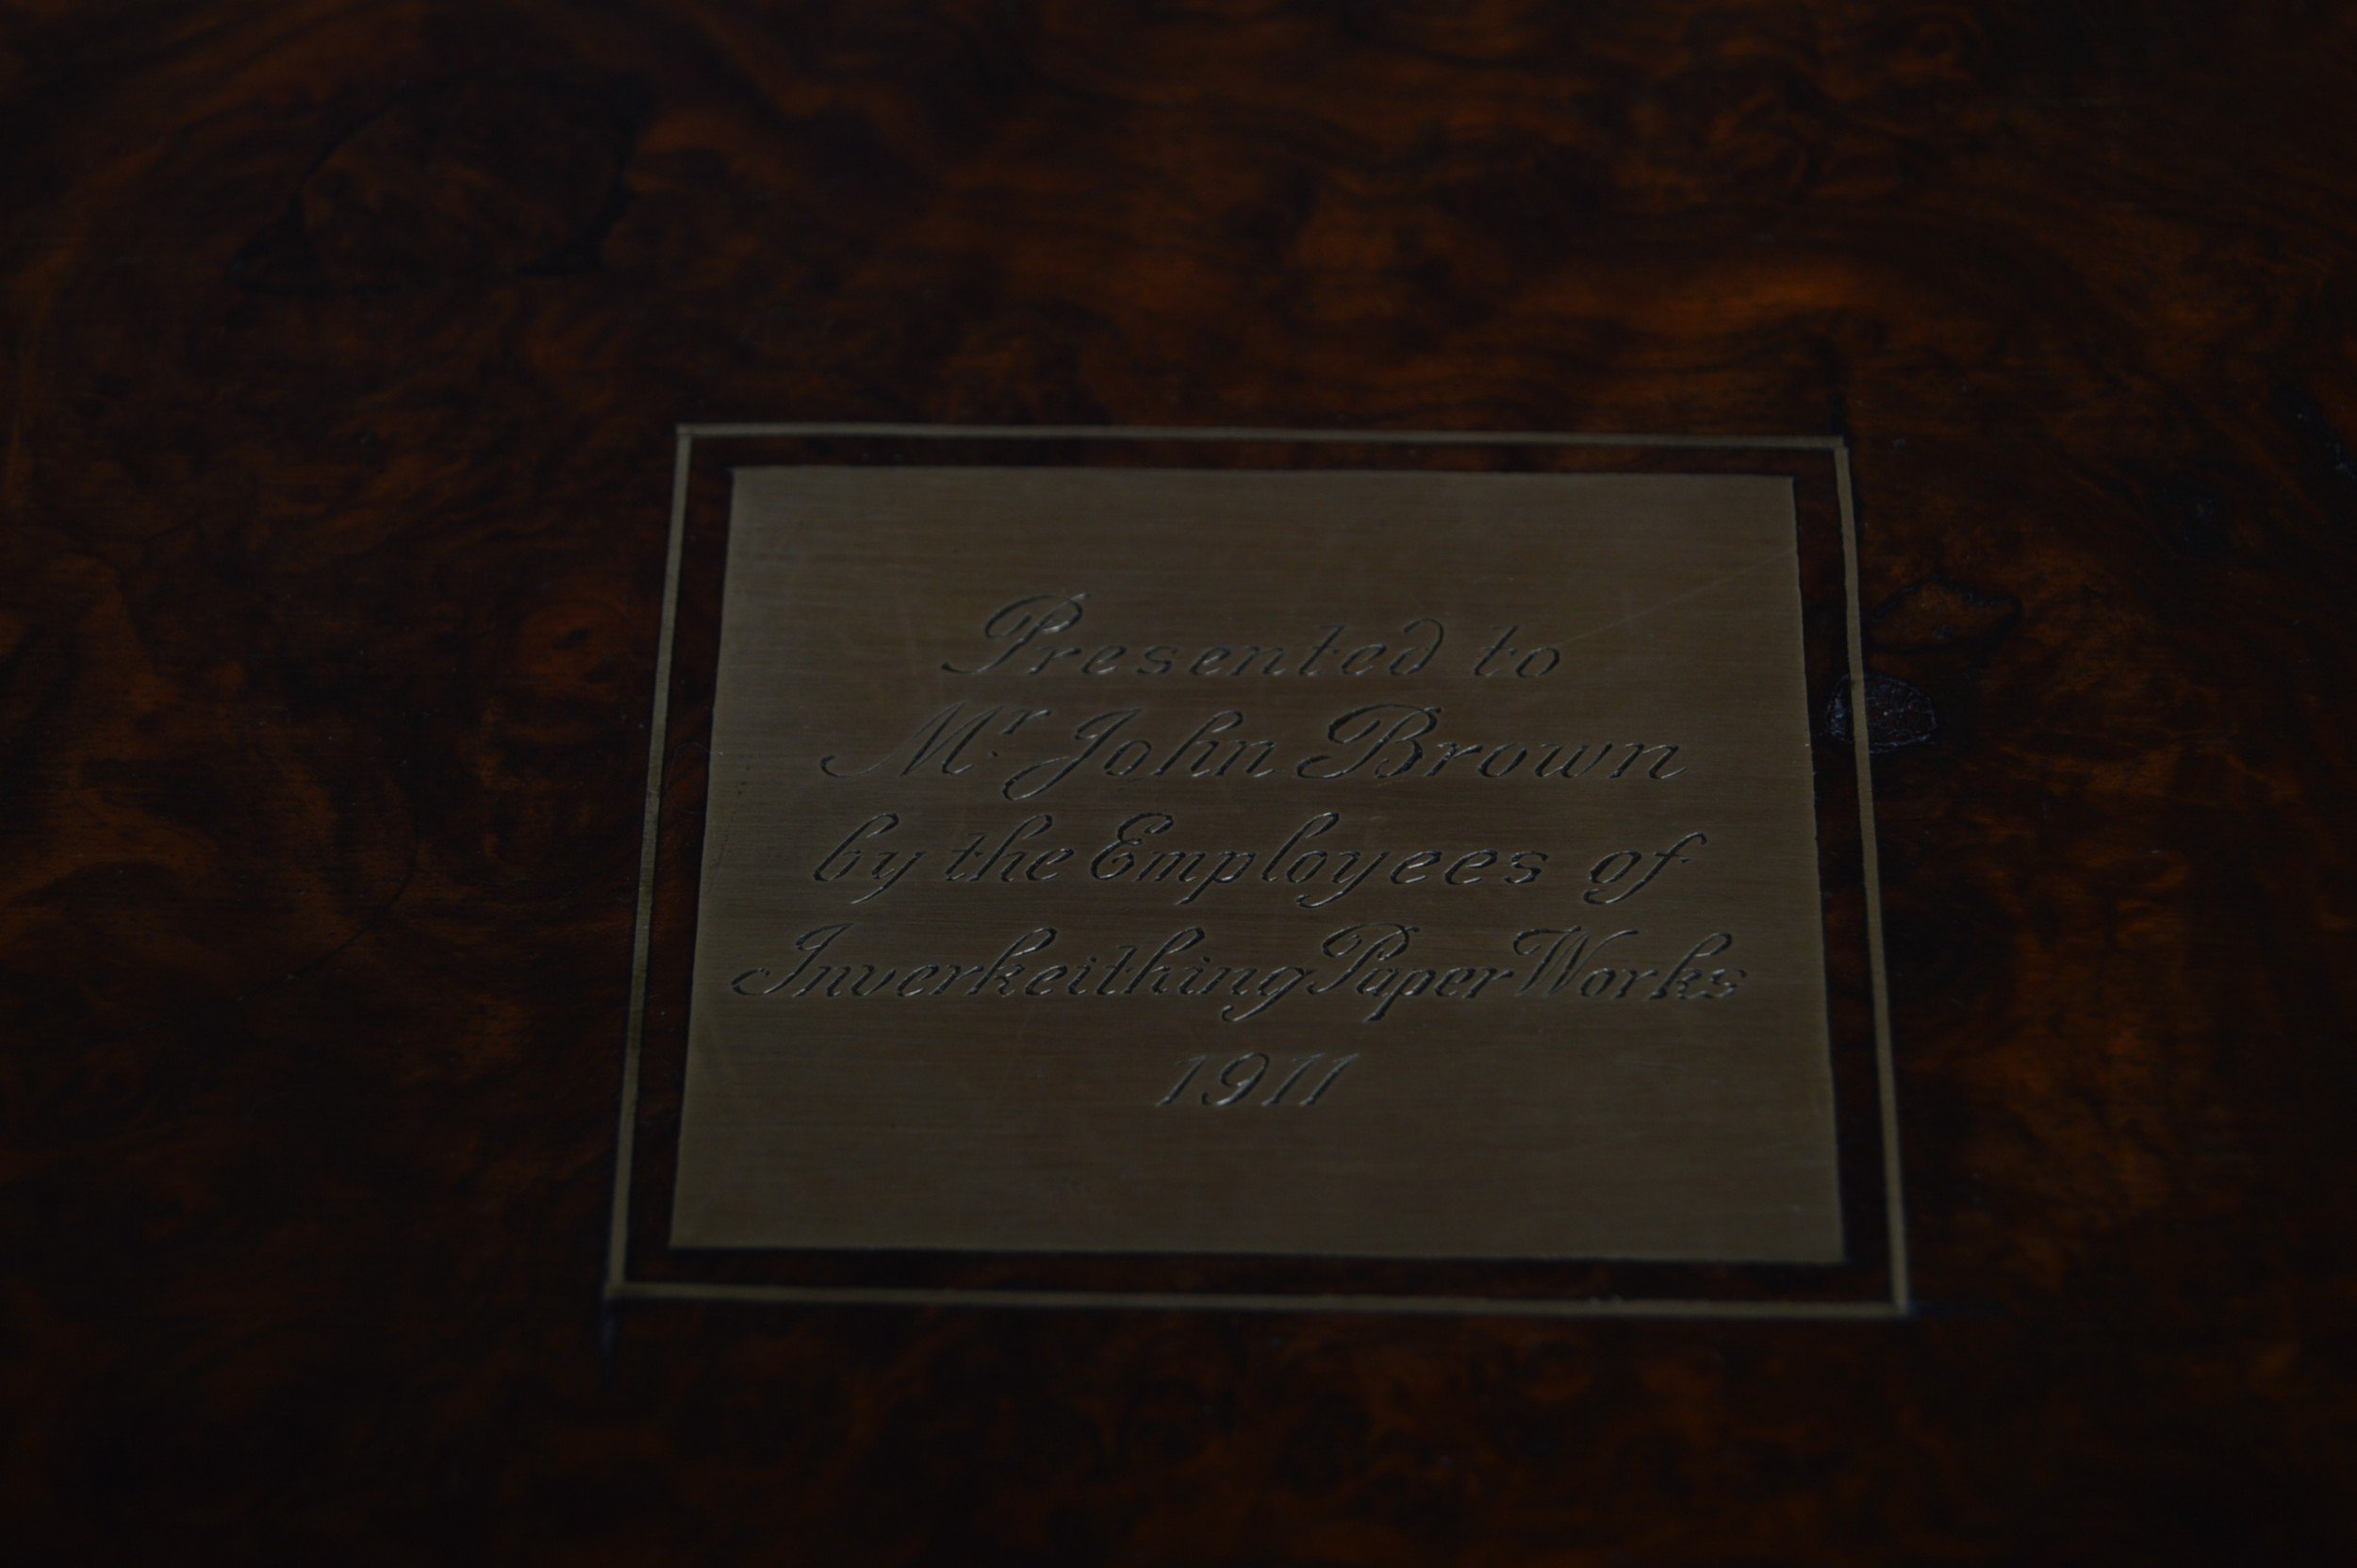 Presented to
Mr. John Brown
by the Employees of
Inverkeithing Paper Works
1911